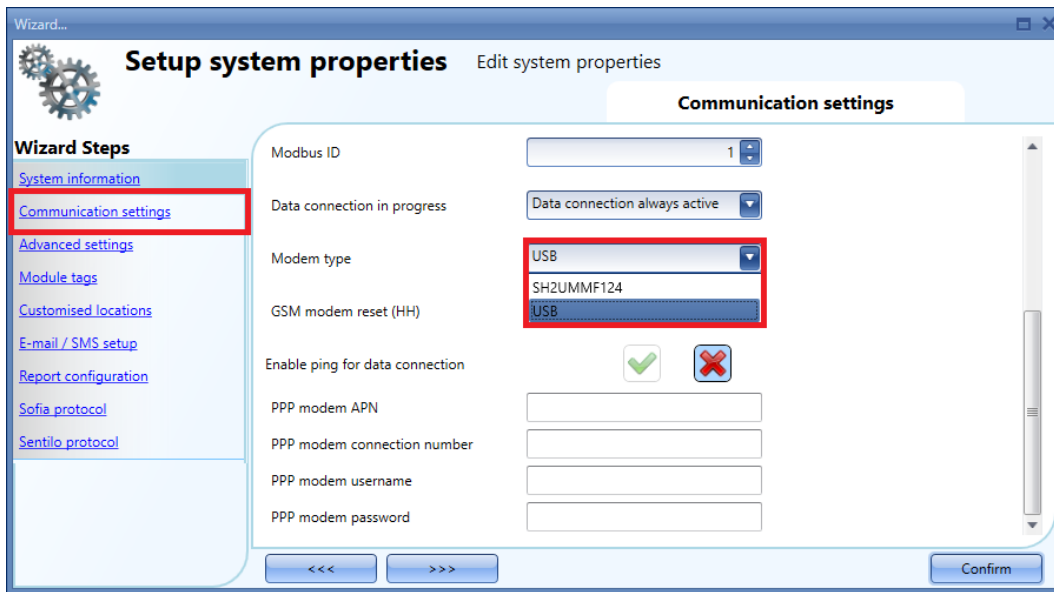 Wizard...
Setup system properties Edit system properties
Communication settings
Wizard Steps
System information
Communication settings
Advanced settings
Module tags
Customised locations
E-mail / SMS setup
Report configuration
Sofia protocol
Sentilo protocol
Modbus ID 1
Data connection in progress Data connection always active
Modem type USB
SH2UMMF124
GSM modem reset (HH) USB
Enable ping for data connection
PPP modem APN
PPP modem connection number
PPP modem username
PPP modem password
<<< >>> Confirm